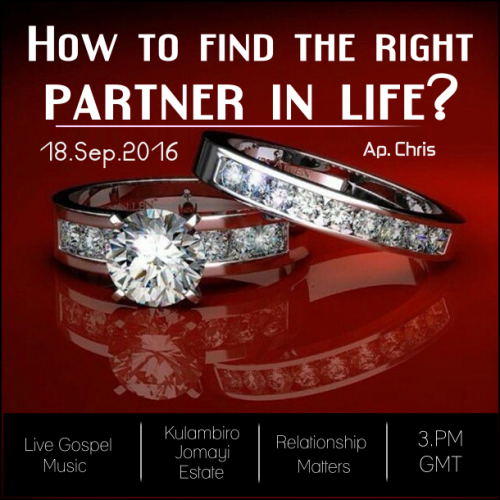 How to find the right
partner in life?
18.Sep.2016
Ap. Chris
Live Gospel
Music
Kulambiro
Jomayi
Estate
Relationship
Matters
3.PM
GMT